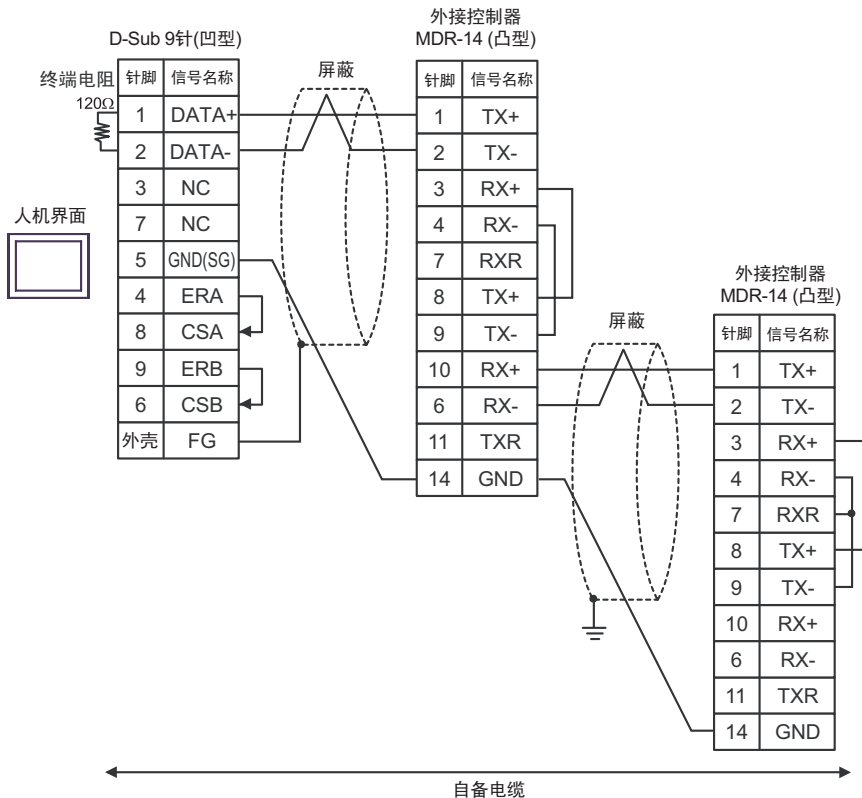 D-Sub 9针(凹型)
终端电阻
120Ω
针脚 信号名称
1 DATA+
2 DATA-
3 NC
7 NC
5 GND(SG)
4 ERA
8 CSA
9 ERB
6 CSB
外壳 FG
人机界面
屏蔽
外接控制器
MDR-14 (凸型)
针脚 信号名称
1 TX+
2 TX-
3 RX+
4 RX-
7 RXR
8 TX+
9 TX-
10 RX+
6 RX-
11 TXR
14 GND
屏蔽
外接控制器
MDR-14 (凸型)
针脚 信号名称
1 TX+
2 TX-
3 RX+
4 RX-
7 RXR
8 TX+
9 TX-
10 RX+
6 RX-
11 TXR
14 GND
自备电缆